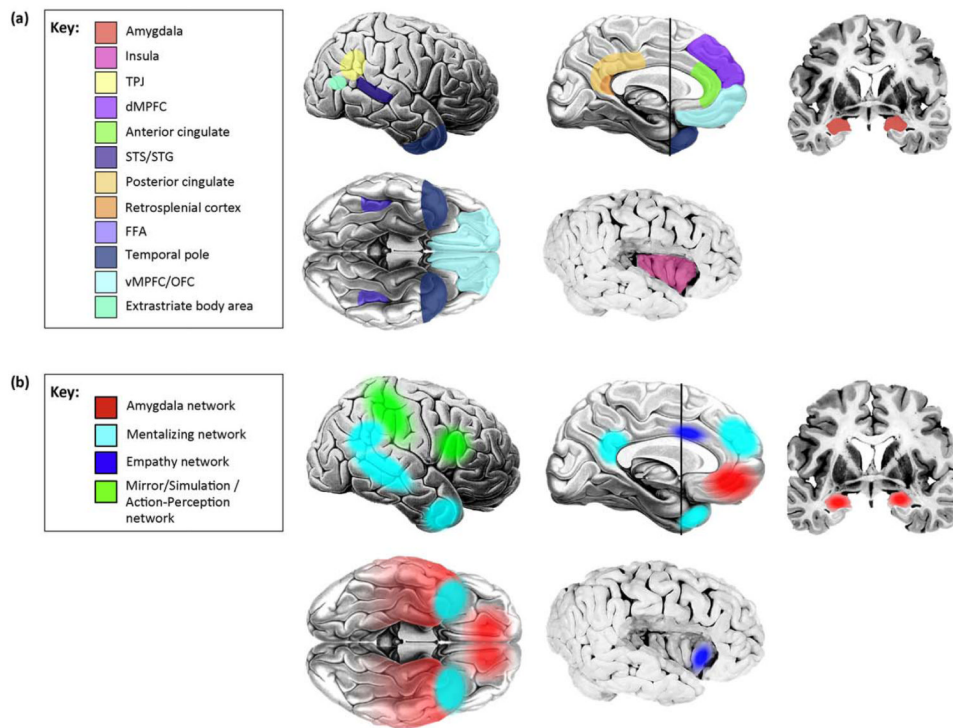 (a)
Key:
Amygdala
Insula
TPJ
dMPFC
Anterior cingulate
STS/STG
Posterior cingulate
Retrosplenial cortex
FFA
Temporal pole
vMPFC/OFC
Extrastriate body area
(b)
Key:
Amygdala network
Mentalizing network
Empathy network
Mirror/Simulation /
Action-Perception
network